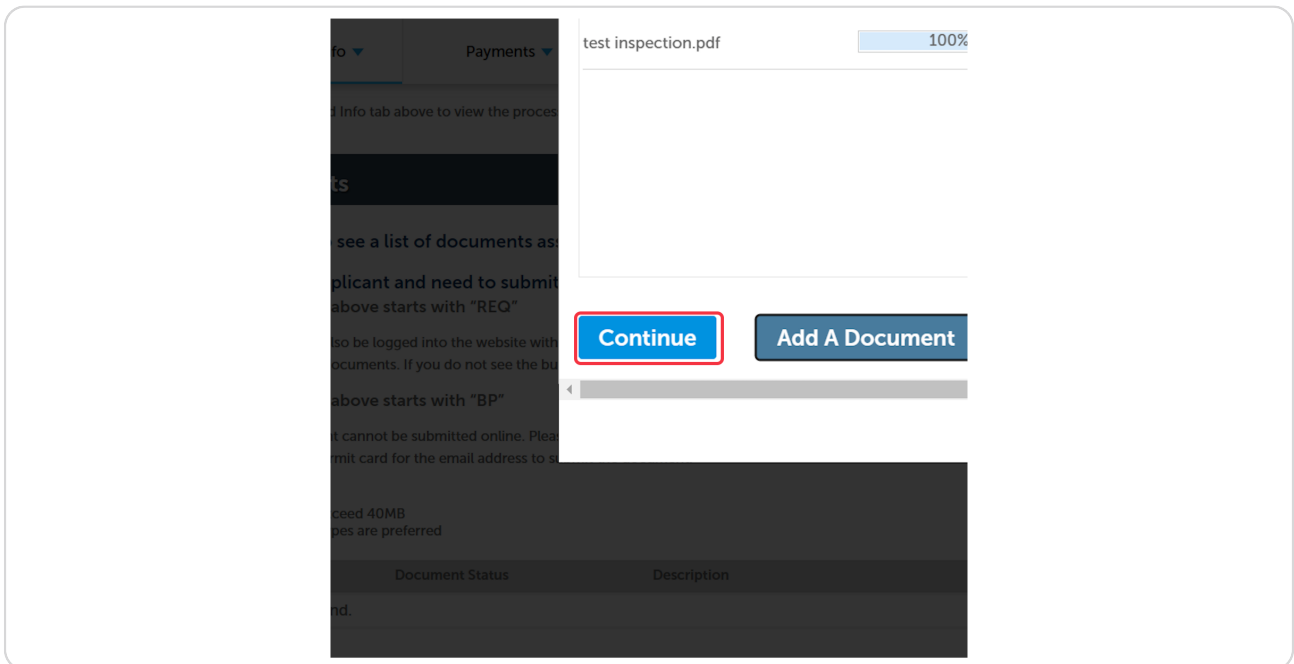 fo
Payments
test inspection.pdf
100%
d Info tab above to view the proces
ts
see a list of documents ass
plicant and need to submit
above starts with “REQ”
lso be logged into the website with
Continue
Add A Document
ocuments. If you do not see the bu
above starts with “BP”
t cannot be submitted online. Pleas
rmit card for the email address to su
ceed 40MB
pes are preferred
Document Status
Description
nd.